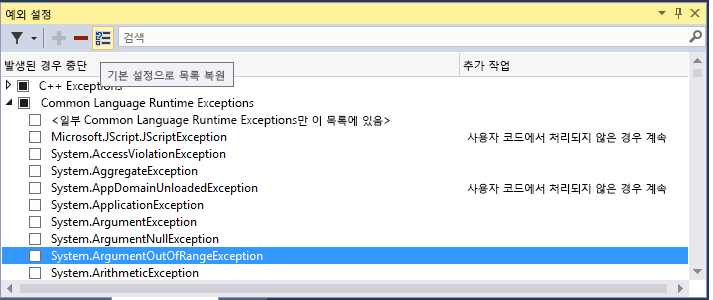 예외 설정
검색
발생된 경우 중단 추가 작업
기본 설정으로 목록 복원
C++ Exceptions
Common Language Runtime Exceptions
<일부 Common Language Runtime Exceptions만 이 목록에 있음>
Microsoft.JScript.JScriptException 사용자 코드에서 처리되지 않은 경우 계속
System.AccessViolationException
System.AggregateException
System.AppDomainUnloadedException 사용자 코드에서 처리되지 않은 경우 계속
System.ApplicationException
System.ArgumentException
System.ArgumentNullException
System.ArgumentOutOfRangeException
System.ArithmeticException